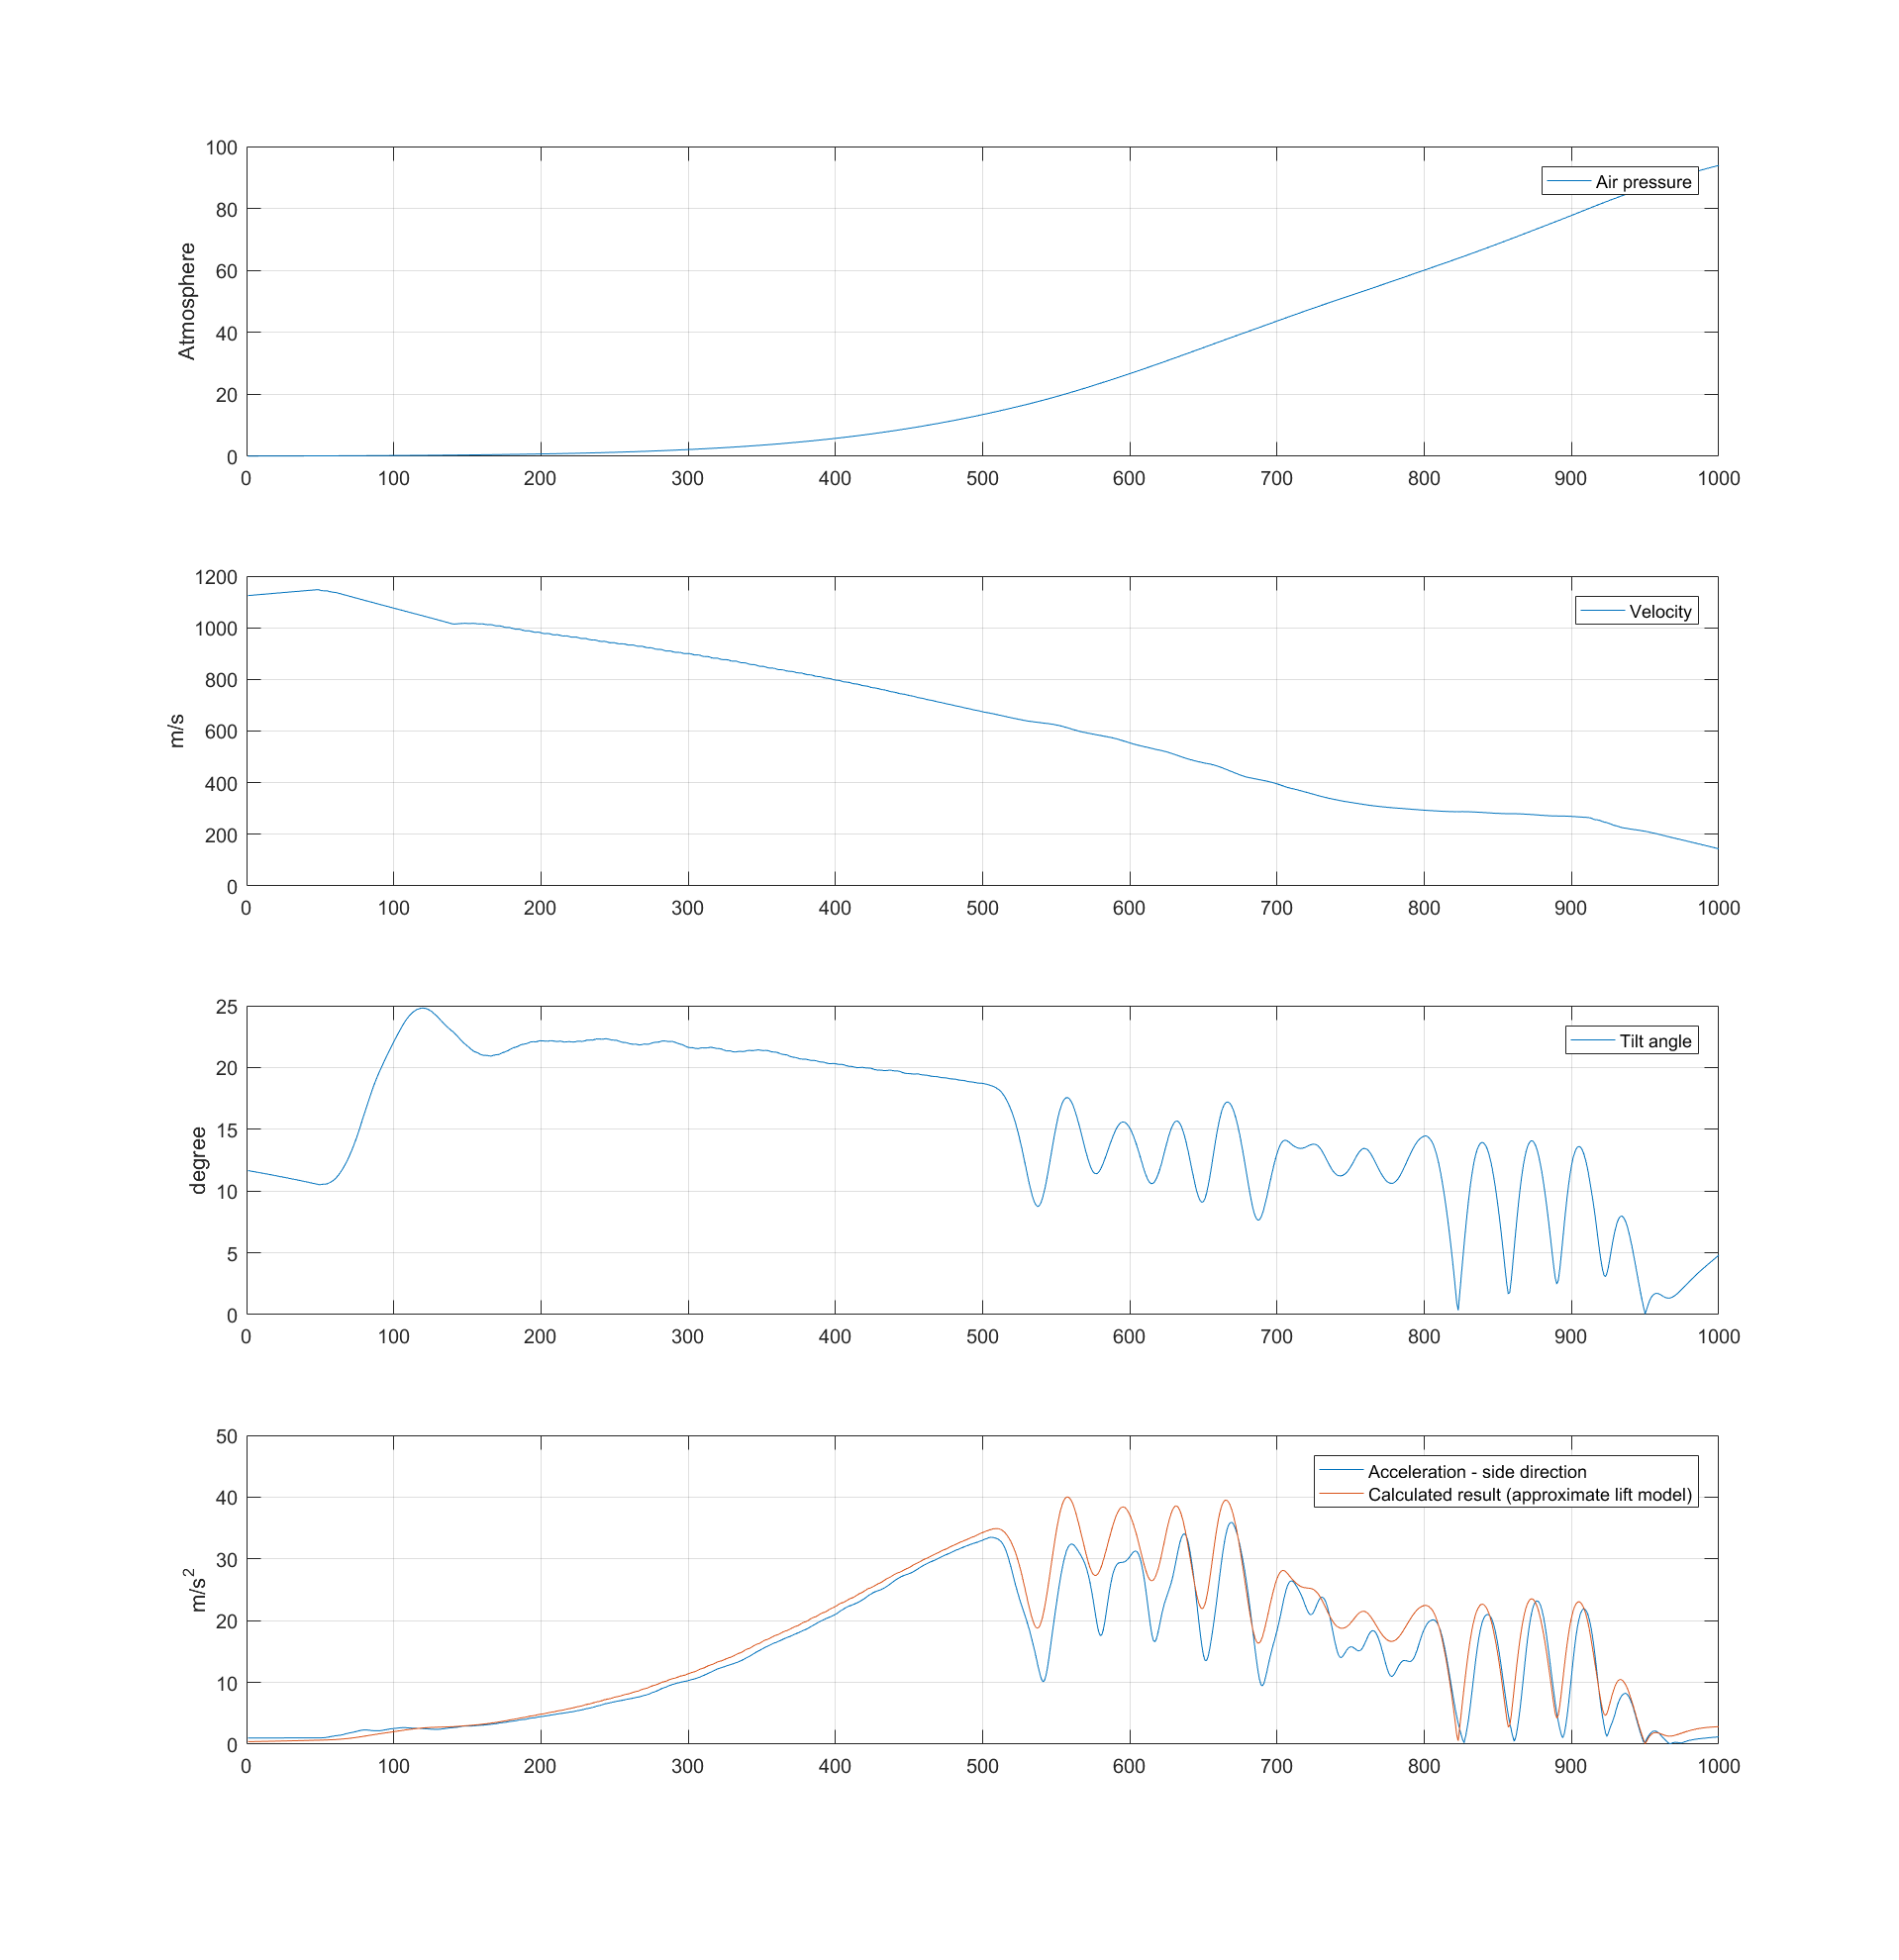 100
80
60
40
20
0
Atmosphere
Air pressure
0 100 200 300 400 500 600 700 800 900 1000
1200
1000
800
600
400
200
0
m/s
Velocity
0 100 200 300 400 500 600 700 800 900 1000
25
20
15
10
5
0
degree
Tilt angle
0 100 200 300 400 500 600 700 800 900 1000
50
40
30
20
10
0
m/s²
Acceleration - side direction
Calculated result (approximate lift model)
0 100 200 300 400 500 600 700 800 900 1000